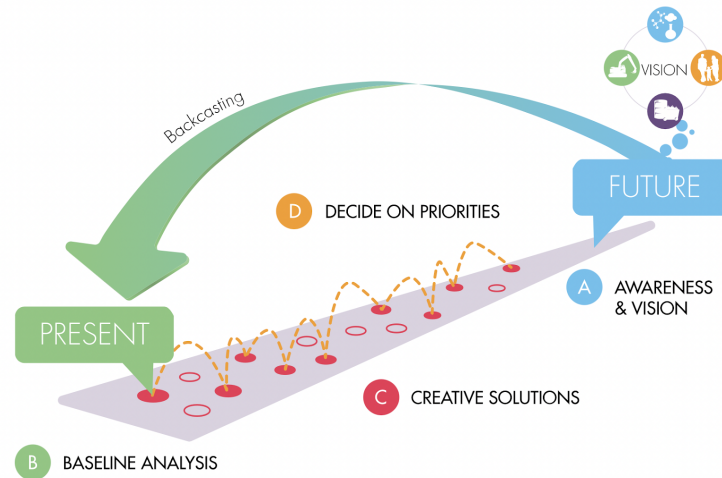 VISION
Backcasting
FUTURE
D DECIDE ON PRIORITIES
A AWARENESS
& VISION
PRESENT
C CREATIVE SOLUTIONS
B BASELINE ANALYSIS